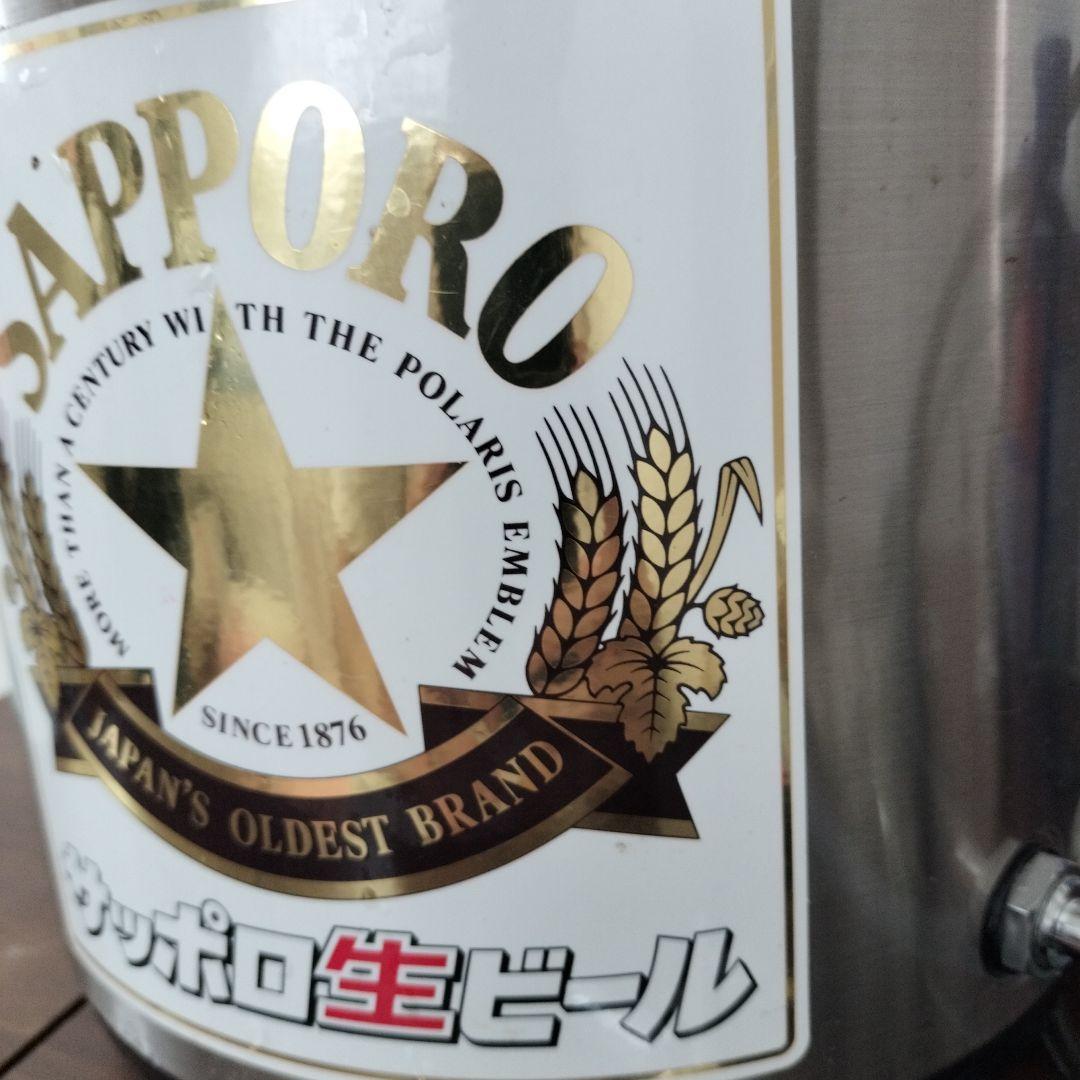 SAPPORO
MORE THAN A CENTURY WITH THE POLARIS EMBLEM
SINCE 1876
JAPAN'S OLDEST BRAND
サッポロ生ビール